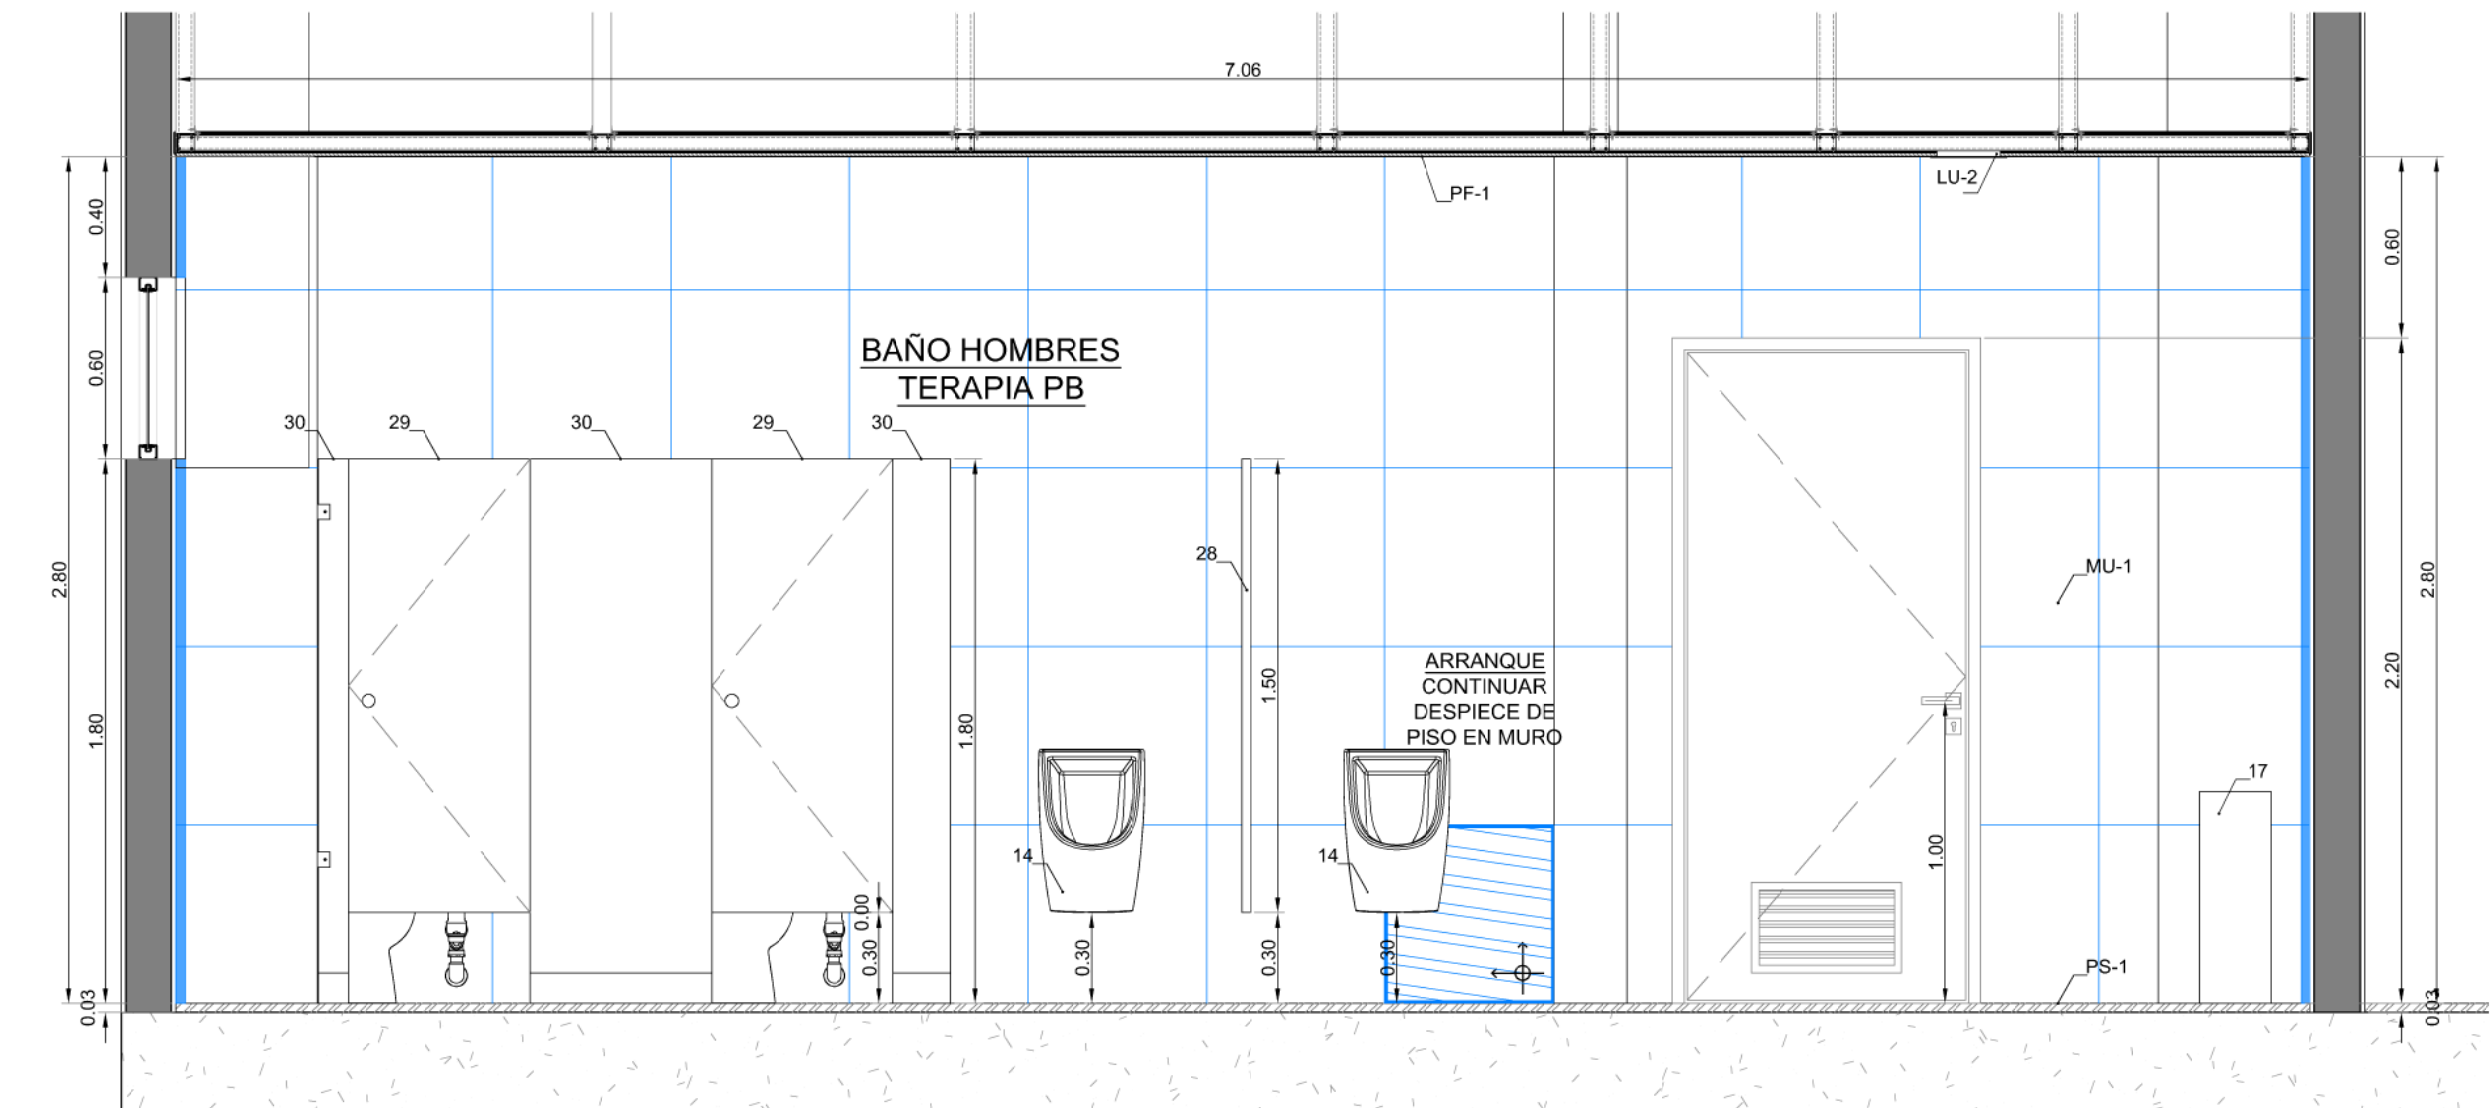 7.06
PF-1
LU-2
0.40
0.60
0.60
BAÑO HOMBRES
TERAPIA PB
30
29
30
29
30
28
MU-1
2.80
2.80
1.80
1.80
1.50
2.20
ARRANQUE
CONTINUAR
DESPIECE DE
PISO EN MURO
17
14
14
1.00
0.00
0.30
0.30
0.30
0.30
PS-1
0.03
0.03